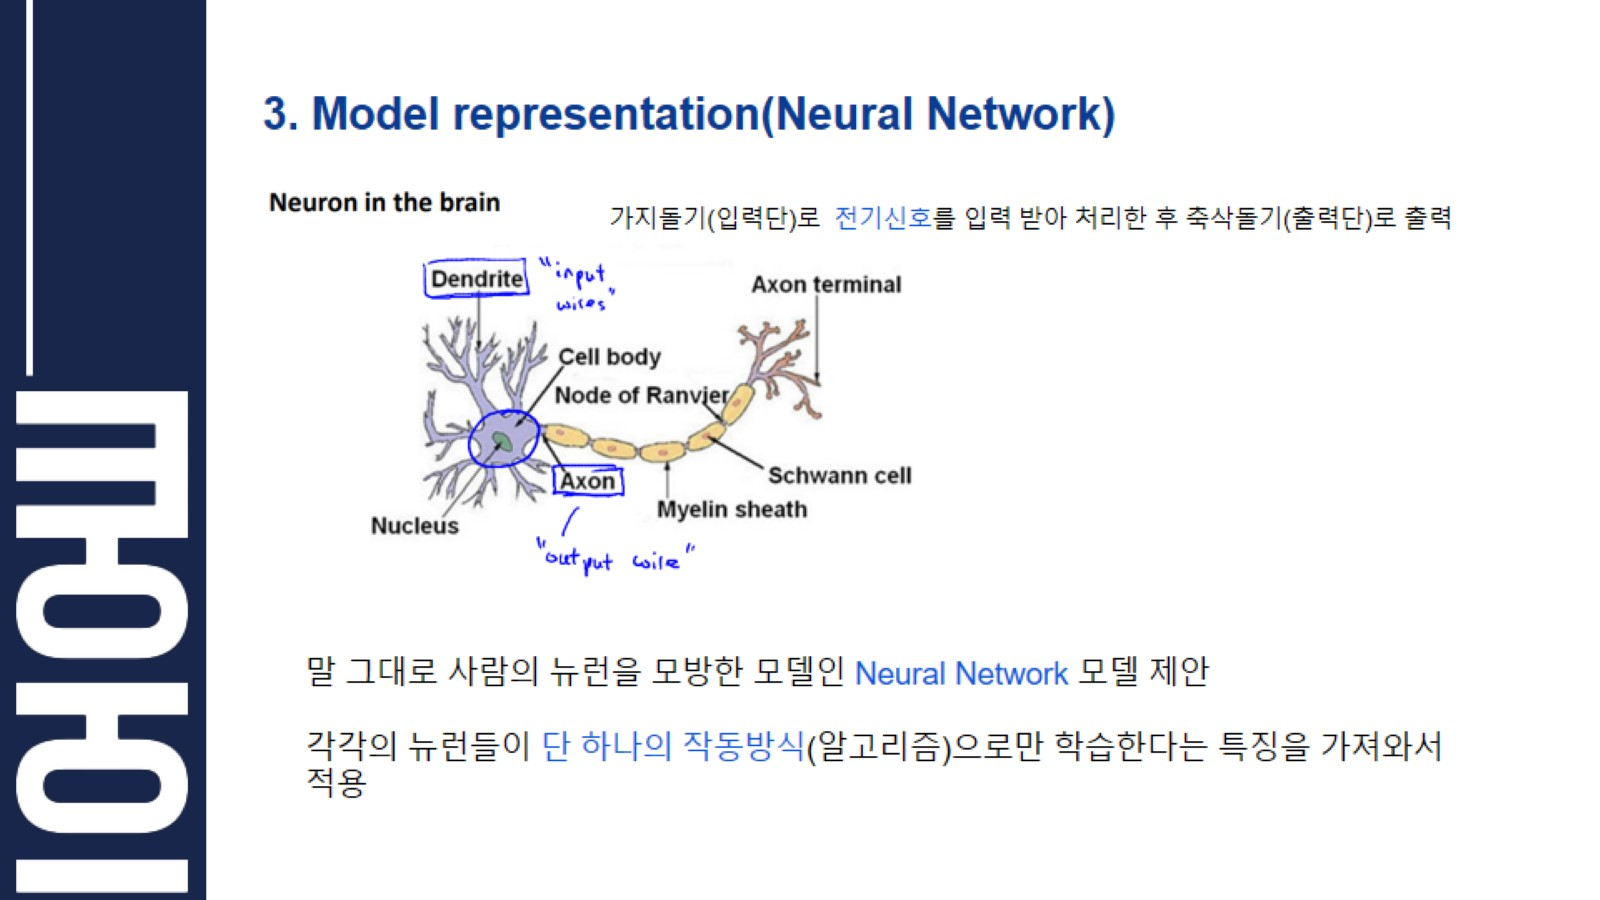 3. Model representation(Neural Network)
Neuron in the brain
가지돌기(입력단)로 전기신호를 입력 받아 처리한 후 축삭돌기(출력단)로 출력
Dendrite
"input
wires"
Axon terminal
Cell body
Node of Ranvier
Axon
Schwann cell
Myelin sheath
Nucleus
"output wire"
말 그대로 사람의 뉴런을 모방한 모델인 Neural Network 모델 제안
각각의 뉴런들이 단 하나의 작동방식(알고리즘)으로만 학습한다는 특징을 가져와서
적용